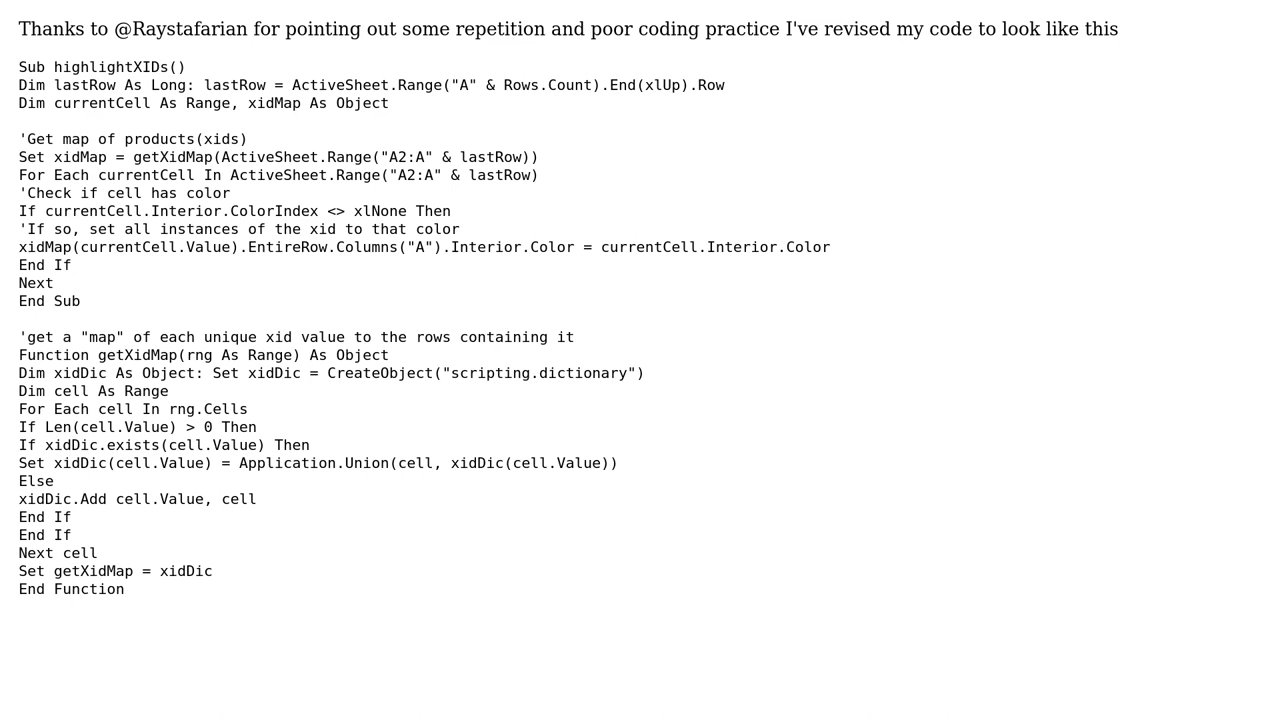 Thanks to @Raystafarian for pointing out some repetition and poor coding practice I've revised my code to look like this
Sub highlightXIDs()
Dim lastRow As Long: lastRow = ActiveSheet.Range("A" & Rows.Count).End(xlUp).Row
Dim currentCell As Range, xidMap As Object

'Get map of products(xids)
Set xidMap = getXidMap(ActiveSheet.Range("A2:A" & lastRow))
For Each currentCell In ActiveSheet.Range("A2:A" & lastRow)
'Check if cell has color
If currentCell.Interior.ColorIndex <> xlNone Then
'If so, set all instances of the xid to that color
xidMap(currentCell.Value).EntireRow.Columns("A").Interior.Color = currentCell.Interior.Color
End If
Next
End Sub

'get a "map" of each unique xid value to the rows containing it
Function getXidMap(rng As Range) As Object
Dim xidDic As Object: Set xidDic = CreateObject("scripting.dictionary")
Dim cell As Range
For Each cell In rng.Cells
If Len(cell.Value) > 0 Then
If xidDic.exists(cell.Value) Then
Set xidDic(cell.Value) = Application.Union(cell, xidDic(cell.Value))
Else
xidDic.Add cell.Value, cell
End If
End If
Next cell
Set getXidMap = xidDic
End Function